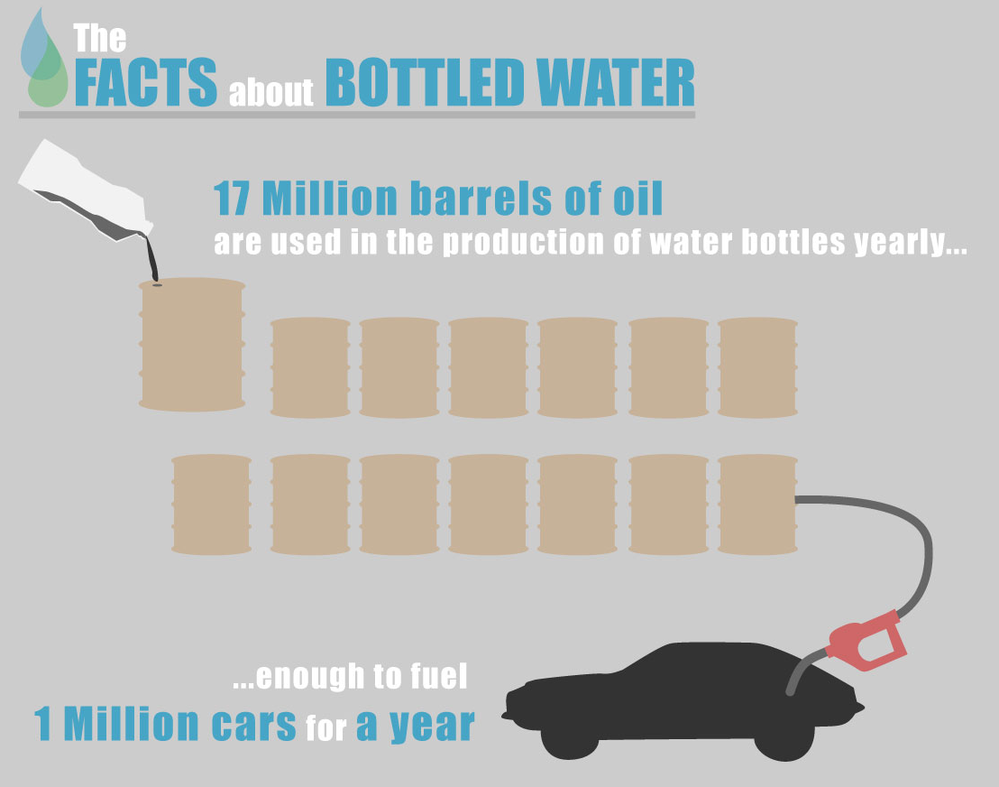 The
FACTS about BOTTLED WATER
17 Million barrels of oil
are used in the production of water bottles yearly...
...enough to fuel
1 Million cars for a year